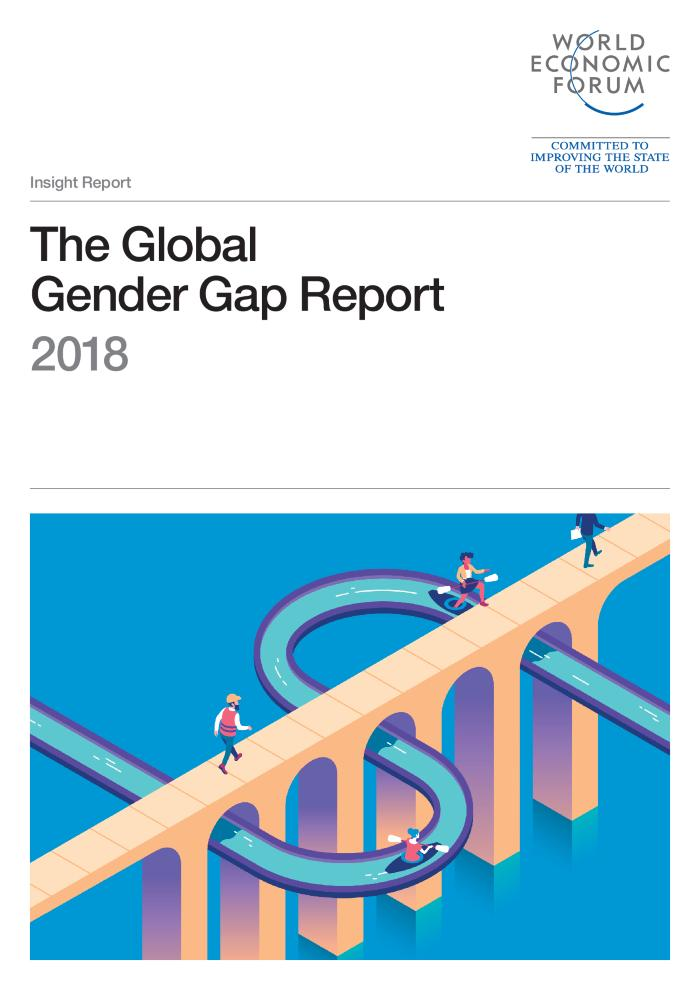 WORLD
ECONOMIC
FORUM
COMMITTED TO
IMPROVING THE STATE
OF THE WORLD
Insight Report
The Global
Gender Gap Report
2018